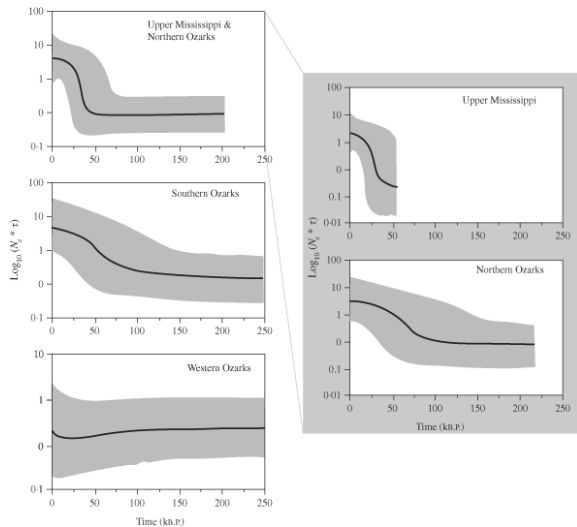 Upper Mississippi &
Northern Ozarks
100
10
1
0
0·1
0 50 100 150 200 250
Southern Ozarks
100
10
1
0
0·1
0 50 100 150 200 250
Western Ozarks
10
1
0
0·1
0 50 100 150 200 250
Time (kB.P.)
Log10 (Ne * τ)
Upper Mississippi
100
10
1
0
0.1
0·01
0 50 100 150 200 250
Northern Ozarks
100
10
1
0
0.1
0·01
0 50 100 150 200 250
Time (kB.P.)
Log10 (Ne * τ)